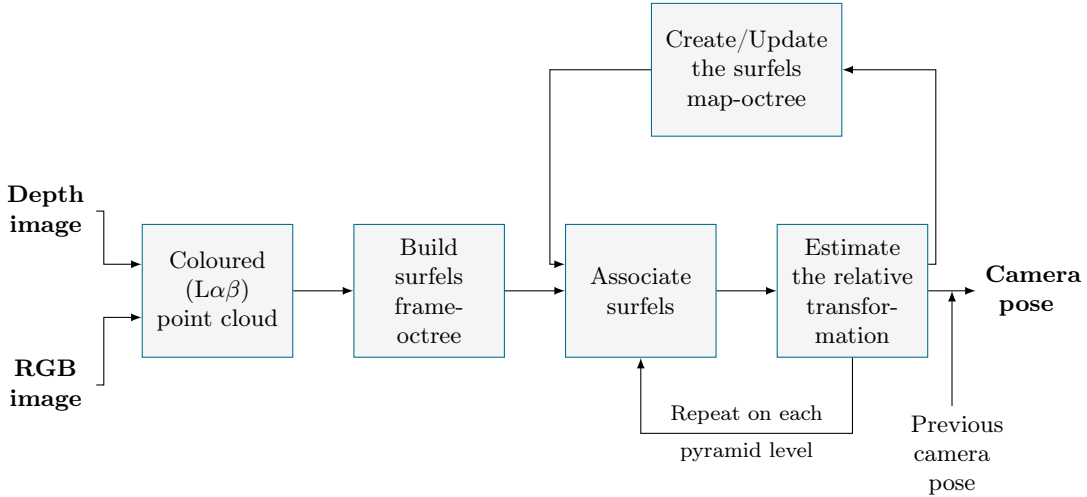 Create/Update
the surfels
map-octree
Depth
image
RGB
image
Coloured
(Lαβ)
point cloud
Build
surfels
frame-
octree
Associate
surfels
Estimate
the relative
transfor-
mation
Camera
pose
Repeat on each
pyramid level
Previous
camera
pose